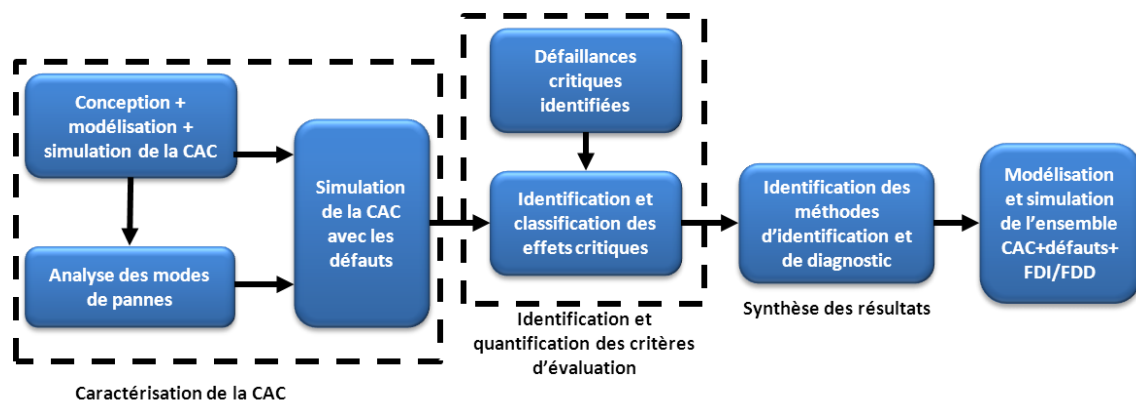 Conception +
modélisation +
simulation de la CAC
Analyse des modes
de pannes
Simulation
de la CAC
avec les
défauts
Caractérisation de la CAC
Défaillances
critiques
identifiées
Identification et
classification des
effets critiques
Identification et
quantification des critères
d’évaluation
Identification des
méthodes
d’identification et
de diagnostic
Synthèse des résultats
Modélisation
et simulation
de l’ensemble
CAC+défauts+
FDI/FDD